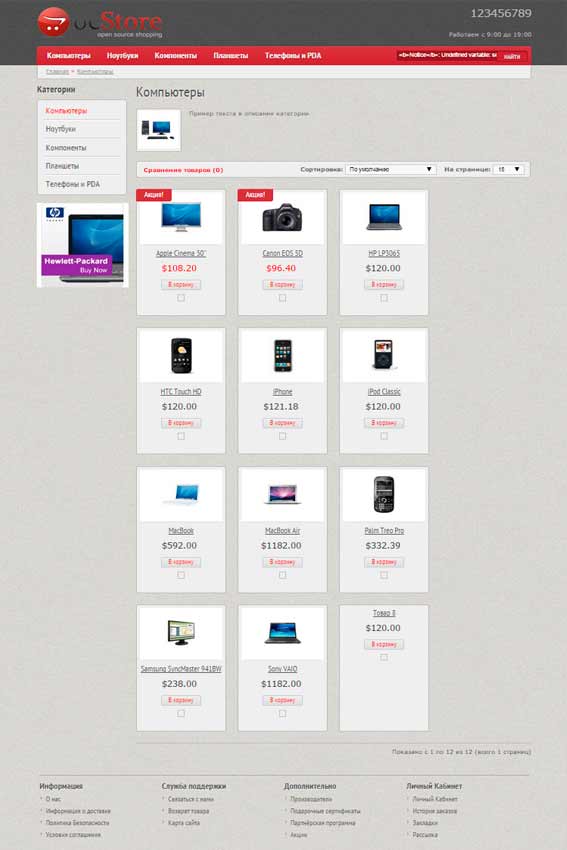 ocStore
open source shopping
123456789
Работаем с 9:00 до 19:00
Компьютеры Ноутбуки Компоненты Планшеты Телефоны и PDA
<b>Notice</b>: Undefined variable: s НАЙТИ
Главная » Компьютеры
Категории
Компьютеры
Ноутбуки
Компоненты
Планшеты
Телефоны и PDA
hp
Hewlett-Packard
Buy Now
Компьютеры
Пример текста в описании категории
Сравнение товаров (0) Сортировка: По умолчанию На странице: 15
Акция! Акция!
Apple Cinema 30" Canon EOS 5D HP LP3065
$108.20 $96.40 $120.00
В корзину В корзину В корзину
HTC Touch HD iPhone iPod Classic
$120.00 $121.18 $120.00
В корзину В корзину В корзину
MacBook MacBook Air Palm Treo Pro
$592.00 $1182.00 $332.39
В корзину В корзину В корзину
Samsung SyncMaster 941BW Sony VAIO Товар 8
$238.00 $1182.00 $120.00
В корзину В корзину В корзину
Показано с 1 по 12 из 12 (всего 1 страниц)
Информация Служба поддержки Дополнительно Личный Кабинет
О нас Связаться с нами Производители Личный Кабинет
Информация о доставке Возврат товара Подарочные сертификаты История заказов
Политика Безопасности Карта сайта Партнёрская программа Закладки
Условия соглашения Акции Рассылка